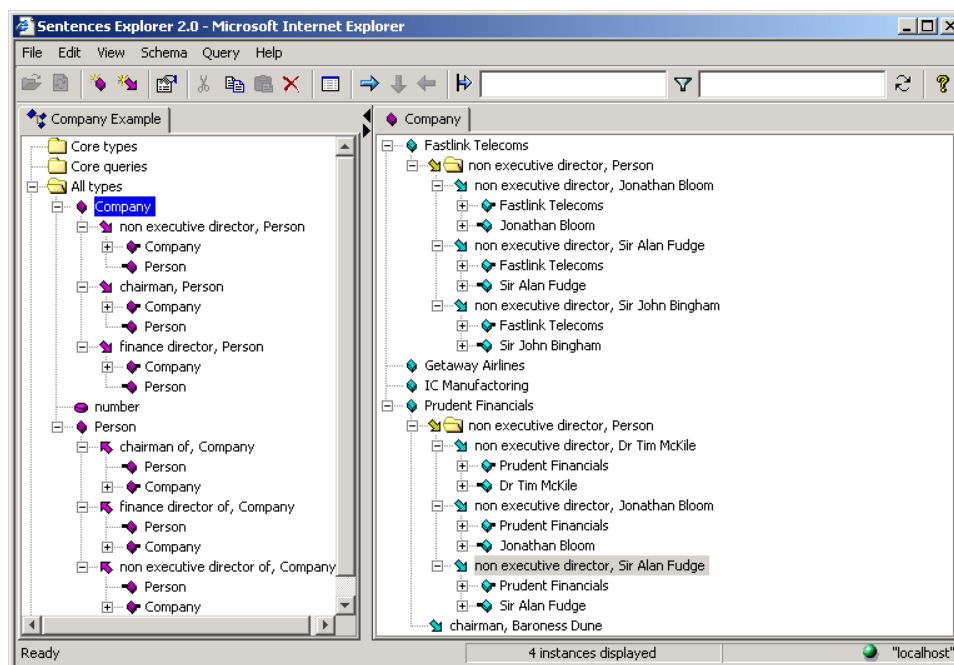 Sentences Explorer 2.0 - Microsoft Internet Explorer
File Edit View Schema Query Help
Company Example
Core types
Core queries
All types
Company
non executive director, Person
Company
Person
chairman, Person
Company
Person
finance director, Person
Company
Person
number
Person
chairman of, Company
Person
Company
finance director of, Company
Person
Company
non executive director of, Company
Person
Company
Company
Fastlink Telecoms
non executive director, Person
non executive director, Jonathan Bloom
Fastlink Telecoms
Jonathan Bloom
non executive director, Sir Alan Fudge
Fastlink Telecoms
Sir Alan Fudge
non executive director, Sir John Bingham
Fastlink Telecoms
Sir John Bingham
Getaway Airlines
IC Manufactoring
Prudent Financials
non executive director, Person
non executive director, Dr Tim McKile
Prudent Financials
Dr Tim McKile
non executive director, Jonathan Bloom
Prudent Financials
Jonathan Bloom
non executive director, Sir Alan Fudge
Prudent Financials
Sir Alan Fudge
chairman, Baroness Dune
Ready 4 instances displayed "localhost"